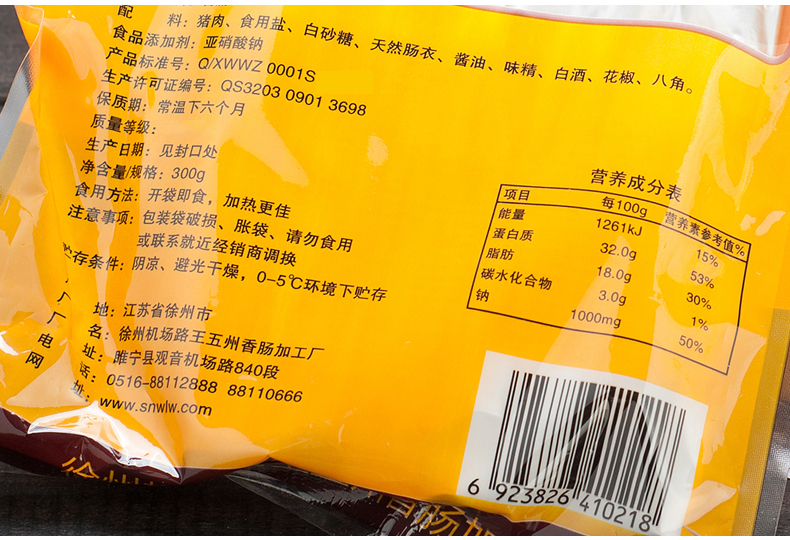 配 料：猪肉、食用盐、白砂糖、天然肠衣、酱油、味精、白酒、花椒、八角。
食品添加剂：亚硝酸钠
产品标准号：Q/XWWZ 0001S
生产许可证编号：QS3203 0901 3698
保质期：常温下六个月
质量等级：
生产日期：见封口处
净含量/规格：300g
食用方法：开袋即食，加热更佳
注意事项：包装袋破损、胀袋、请勿食用
或联系就近经销商调换
贮存条件：阴凉、避光干燥，0-5℃环境下贮存
地：江苏省徐州市
厂 名：徐州机场路王五州香肠加工厂
厂 址：睢宁县观音机场路840段
电 话：0516-88112888 88110666
网 址：www.snwlw.com
营养成分表
项目 每100g 营养素参考值%
能量 1261kJ 15%
蛋白质 32.0g 53%
脂肪 18.0g 30%
碳水化合物 3.0g 1%
钠 1000mg 50%
6 923826 410218
徐州
香肠加